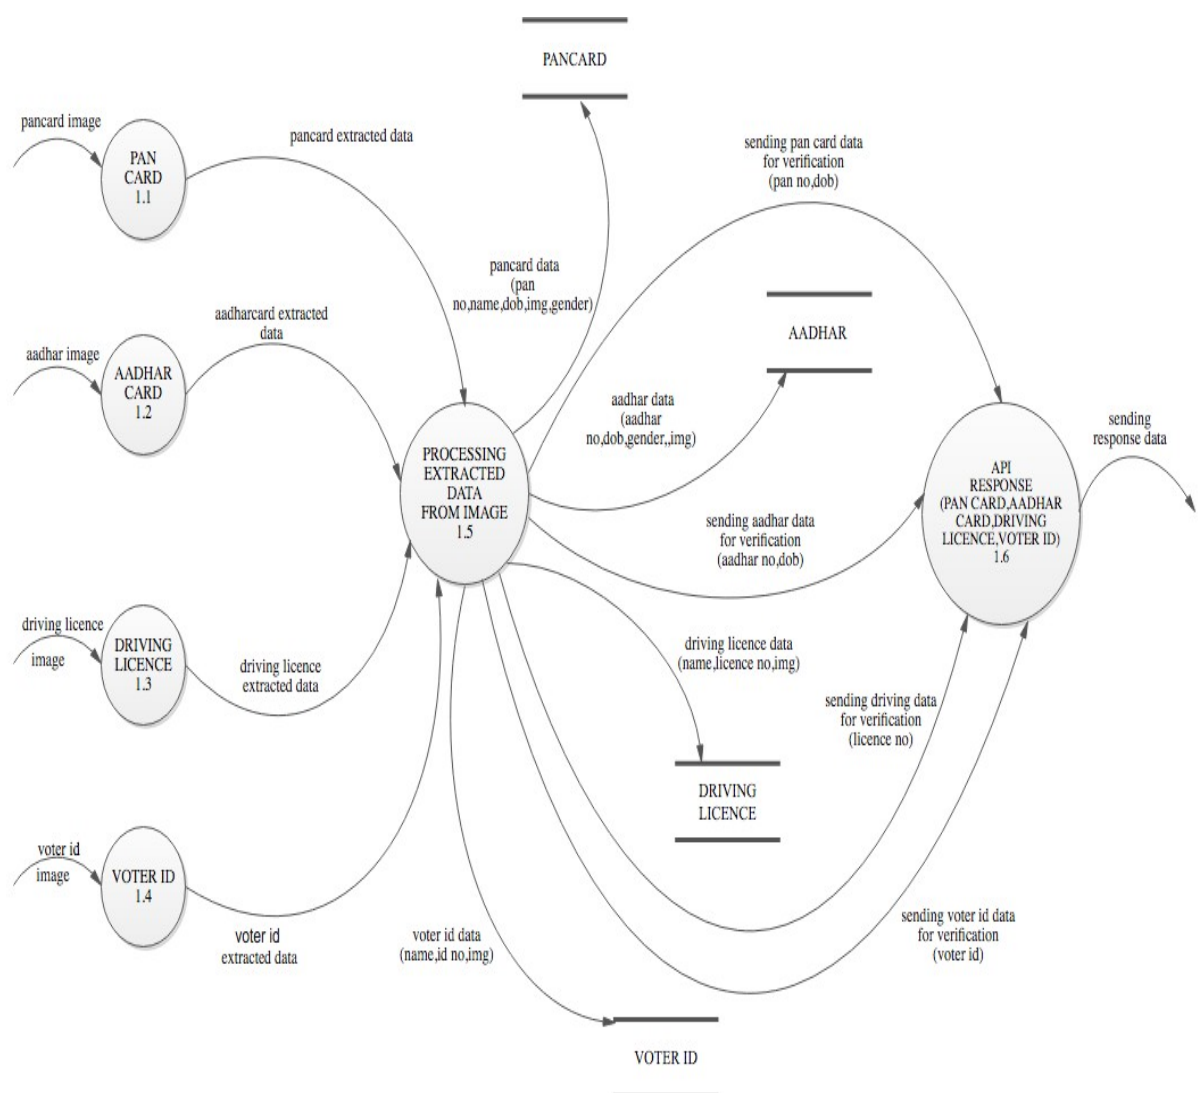 PANCARD
pancard image
PAN
CARD
1.1
pancard extracted data
sending pan card data
for verification
(pan no,dob)
pancard data
(pan
no,name,dob,img,gender)
aadharcard extracted
data
AADHAR
aadhar image
AADHAR
CARD
1.2
aadhar data
(aadhar
no,dob,gender,,img)
sending
response data
PROCESSING
EXTRACTED
DATA
FROM IMAGE
1.5
API
RESPONSE
(PAN CARD,AADHAR
CARD,DRIVING
LICENCE,VOTER ID)
1.6
sending aadhar data
for verification
(aadhar no,dob)
driving licence
image
DRIVING
LICENCE
1.3
driving licence
extracted data
driving licence data
(name,licence no,img)
sending driving data
for verification
(licence no)
DRIVING
LICENCE
voter id
image
VOTER ID
1.4
voter id
extracted data
voter id data
(name,id no,img)
sending voter id data
for verification
(voter id)
VOTER ID